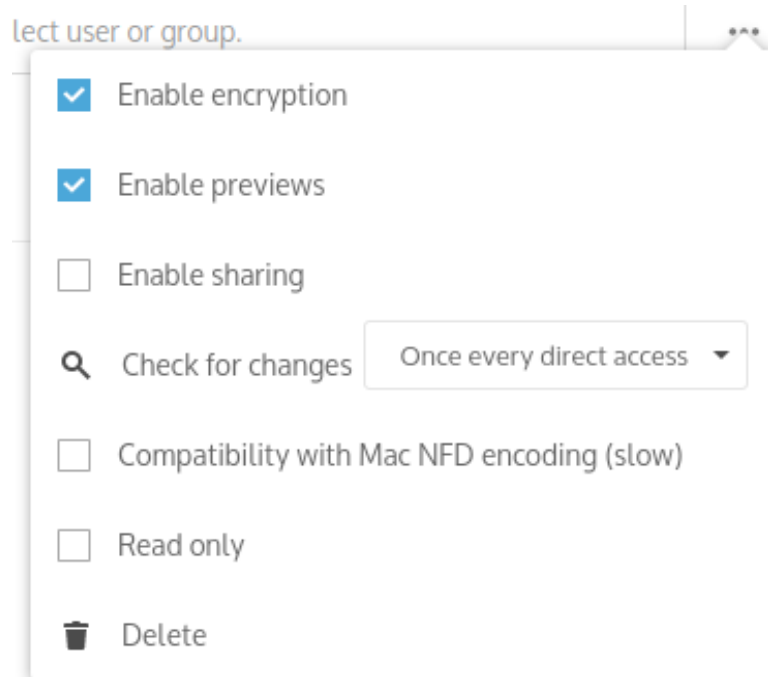 lect user or group.
Enable encryption
Enable previews
Enable sharing
Check for changes Once every direct access
Compatibility with Mac NFD encoding (slow)
Read only
Delete